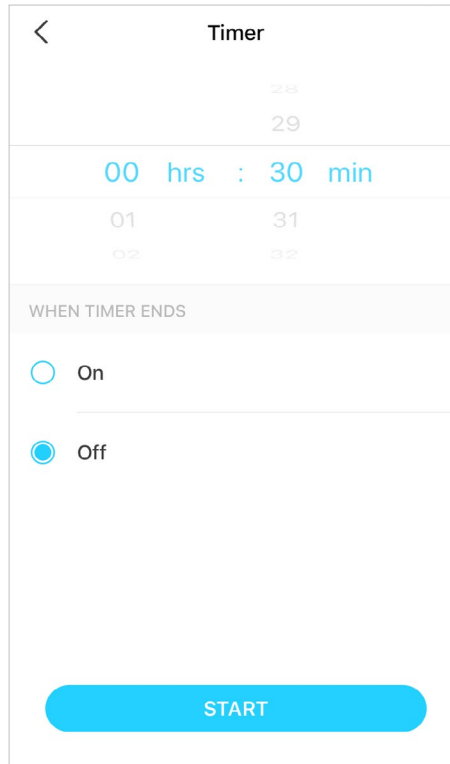 Timer
28
29
00 hrs : 30 min
01 31
02 32
WHEN TIMER ENDS
On
Off
START